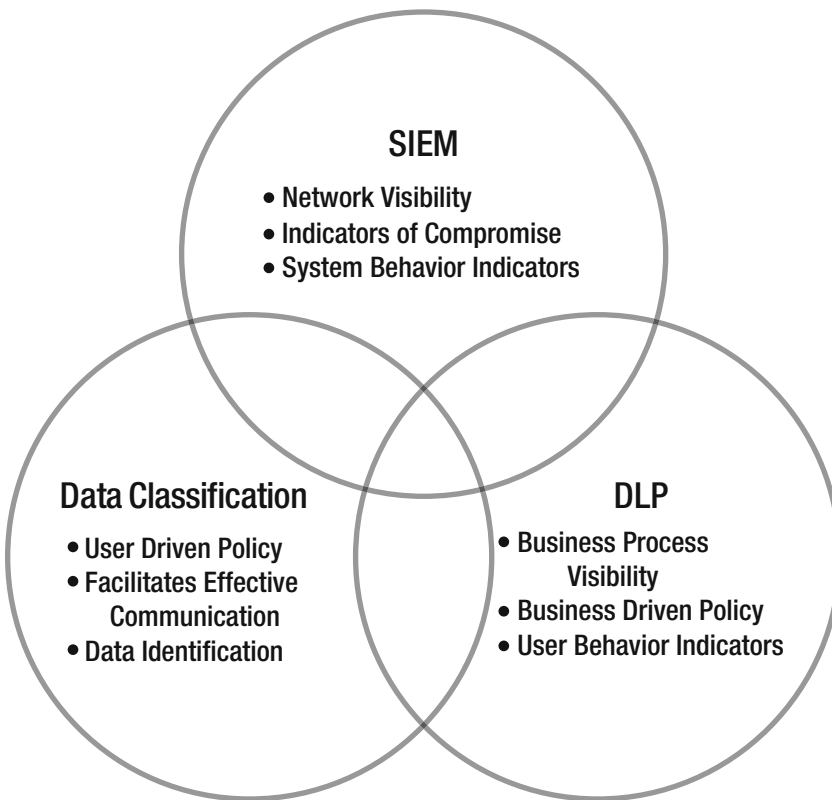 SIEM
• Network Visibility
• Indicators of Compromise
• System Behavior Indicators
Data Classification
• User Driven Policy
• Facilitates Effective
Communication
• Data Identification
DLP
• Business Process
Visibility
• Business Driven Policy
• User Behavior Indicators